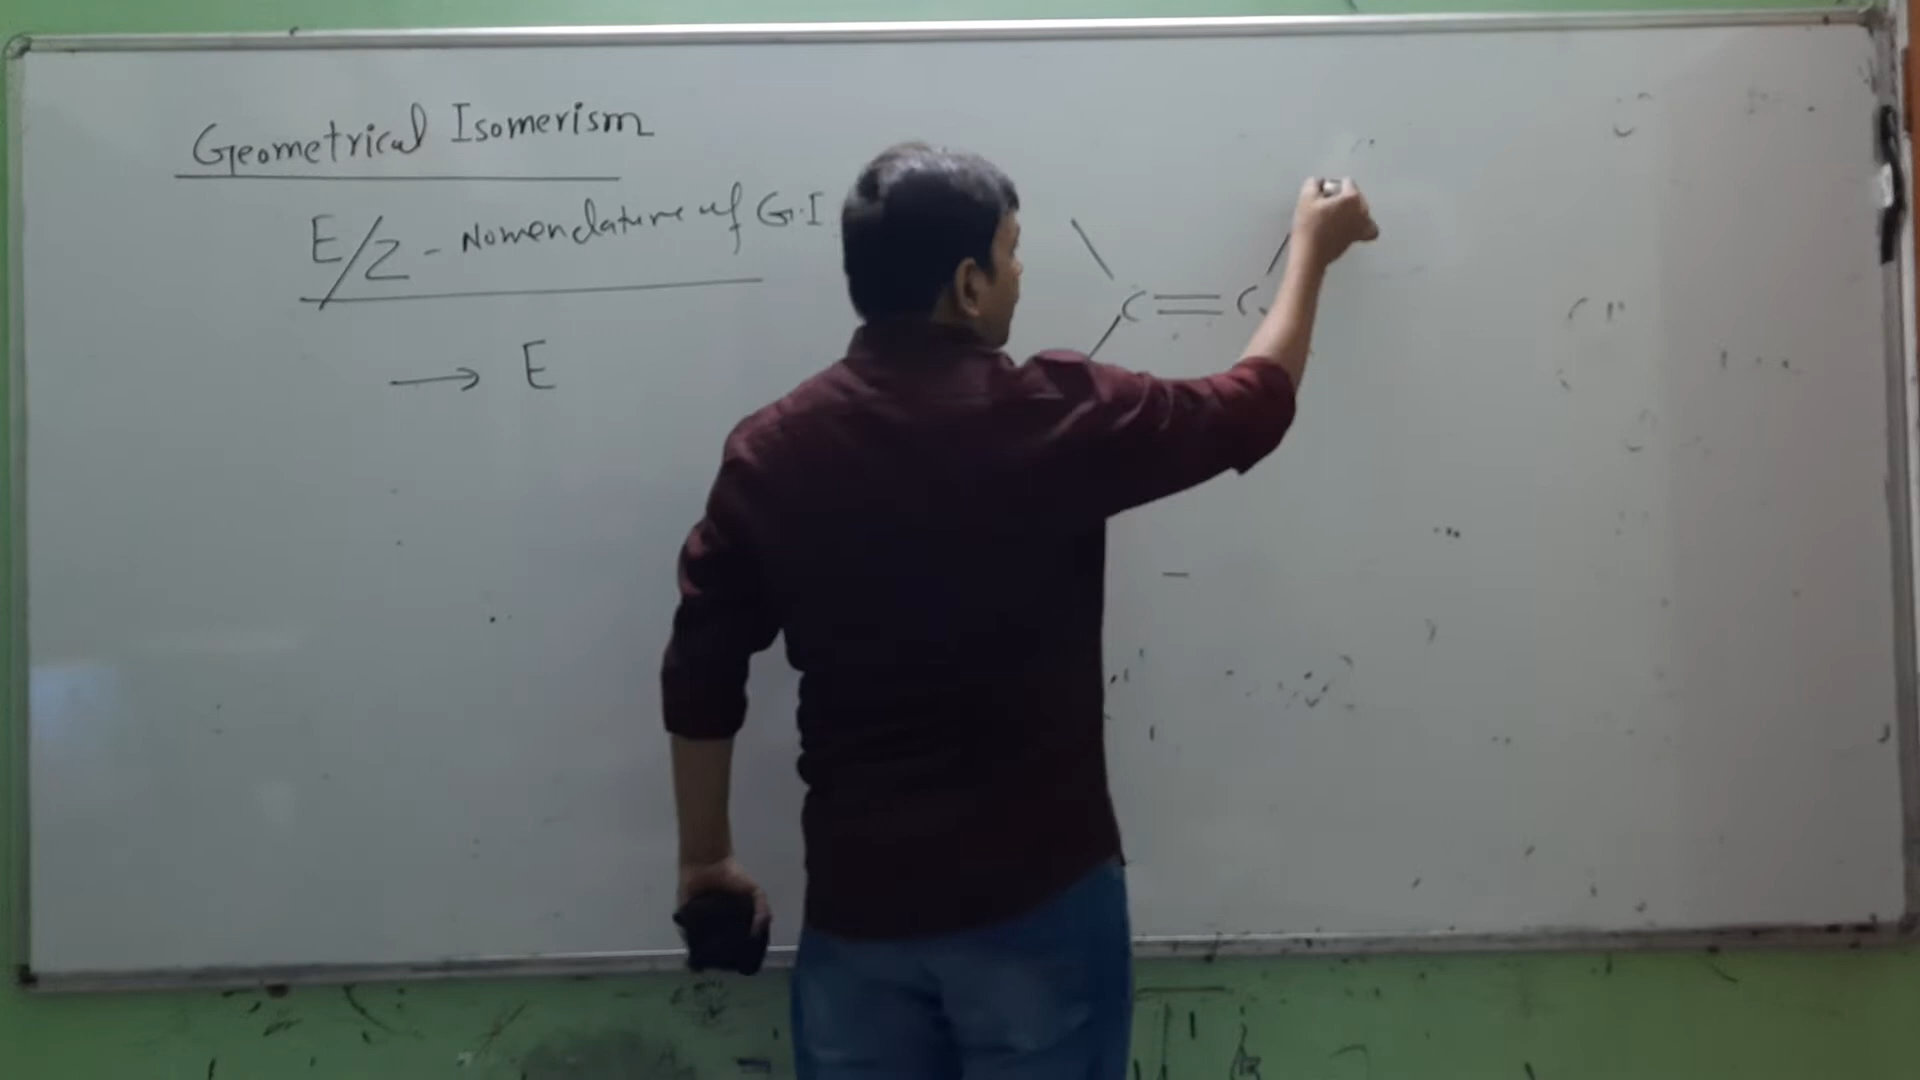 Geometrical Isomerism
E/Z - Nomenclature of G.I
→ E
C=C